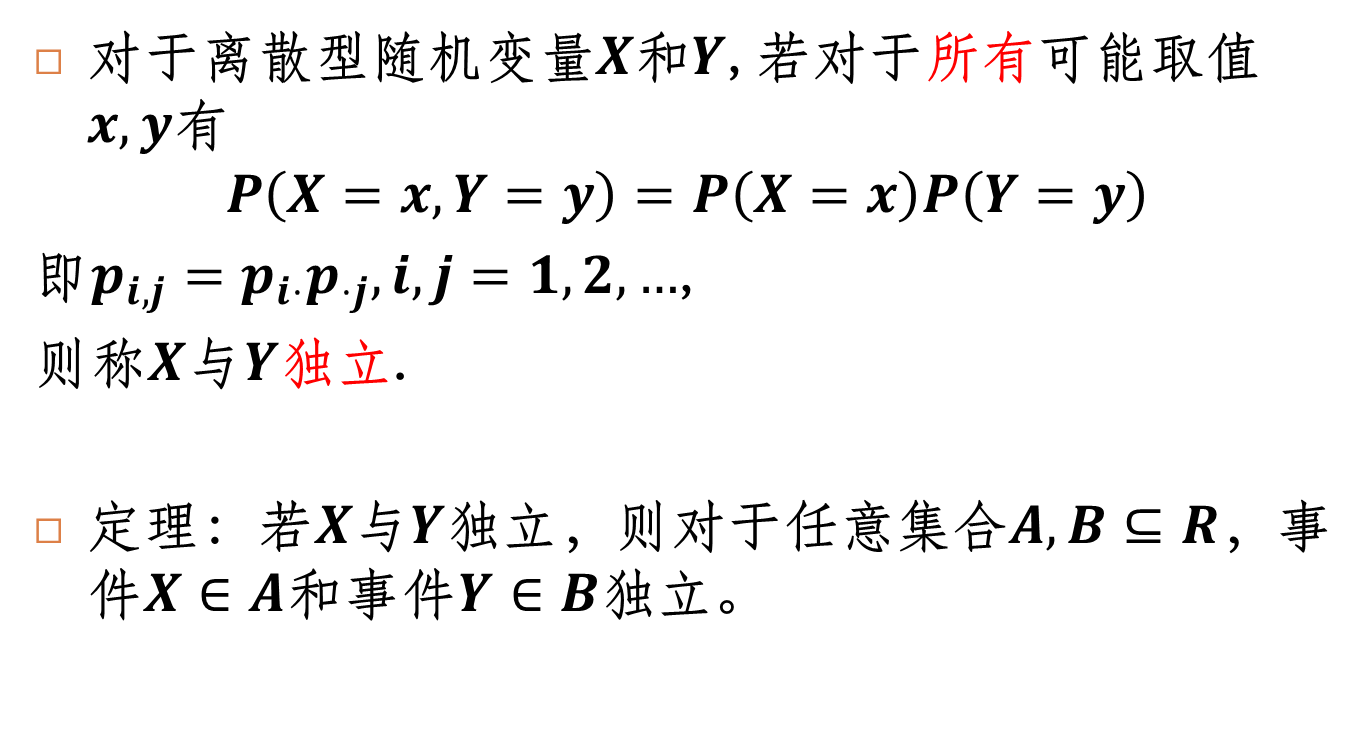 □ 对于离散型随机变量X和Y, 若对于所有可能取值
x, y有
P(X = x, Y = y) = P(X = x)P(Y = y)
即p_{i,j} = p_{i·}p_{·j}, i, j = 1, 2, …,
则称X与Y独立.
□ 定理：若X与Y独立，则对于任意集合A, B ⊆ R，事
件X ∈ A和事件Y ∈ B独立。